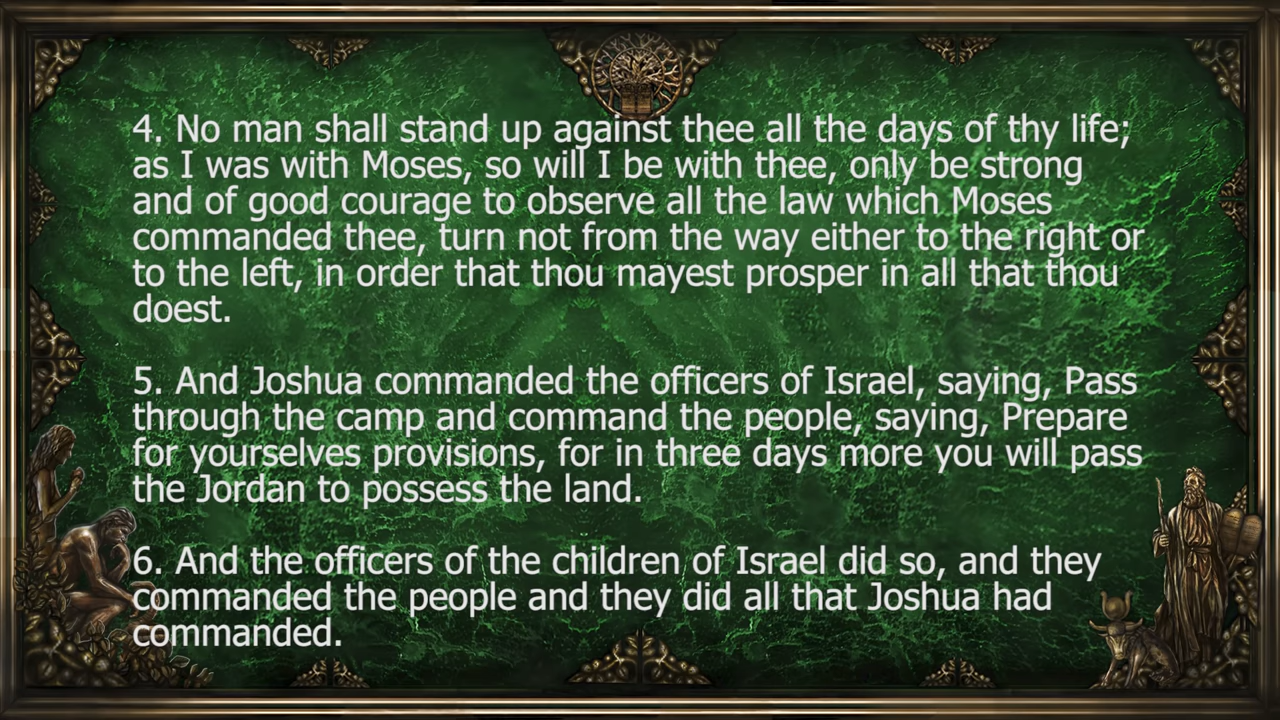 4. No man shall stand up against thee all the days of thy life;
as I was with Moses, so will I be with thee, only be strong
and of good courage to observe all the law which Moses
commanded thee, turn not from the way either to the right or
to the left, in order that thou mayest prosper in all that thou
doest.
5. And Joshua commanded the officers of Israel, saying, Pass
through the camp and command the people, saying, Prepare
for yourselves provisions, for in three days more you will pass
the Jordan to possess the land.
6. And the officers of the children of Israel did so, and they
commanded the people and they did all that Joshua had
commanded.